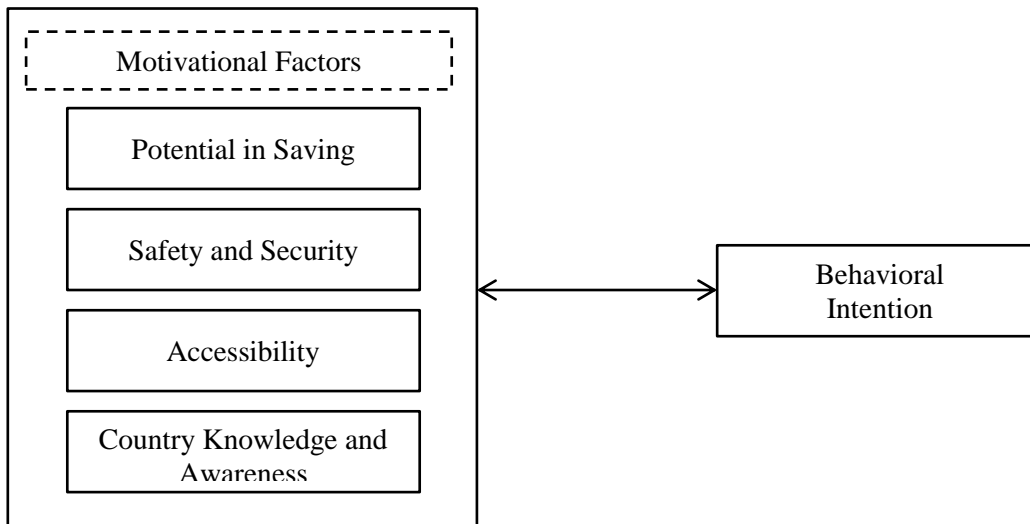 Motivational Factors
Potential in Saving
Safety and Security
Accessibility
Country Knowledge and
Awareness
Behavioral
Intention